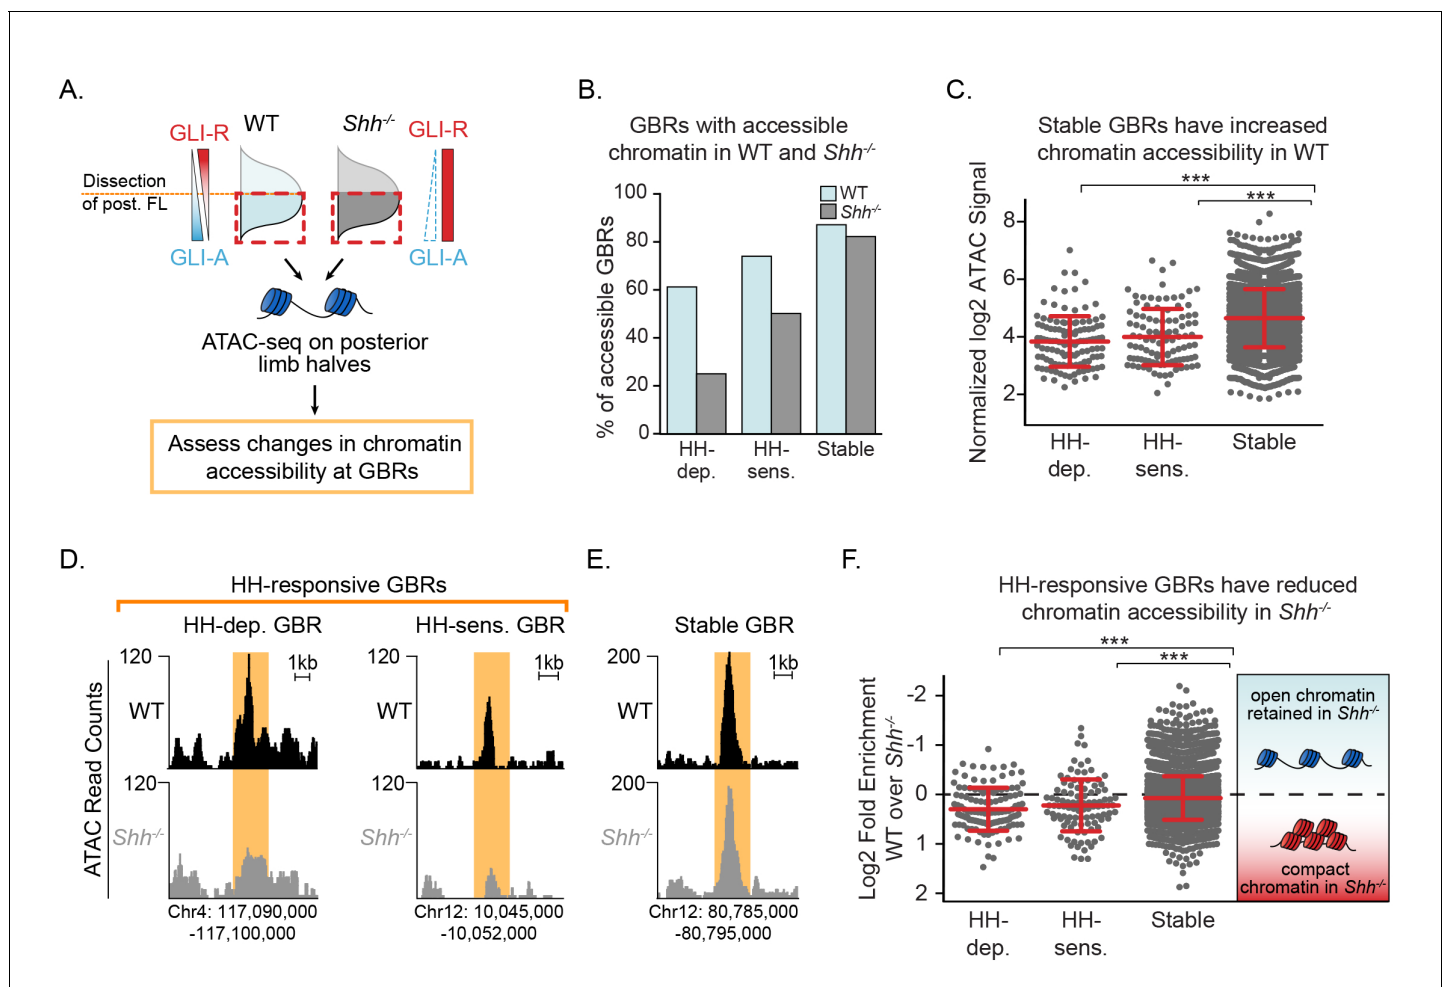 A.
GLI-R
WT
Shh-/-
GLI-R
Dissection
of post. FL
GLI-A
GLI-A
ATAC-seq on posterior
limb halves
Assess changes in chromatin
accessibility at GBRs
B.
GBRs with accessible
chromatin in WT and Shh-/-
% of accessible GBRs
100
80
60
40
20
0
WT
Shh-/-
HH-
dep.
HH-
sens.
Stable
C.
Stable GBRs have increased
chromatin accessibility in WT
***
***
Normalized log2 ATAC Signal
8
6
4
2
HH-
dep.
HH-
sens.
Stable
D.
HH-responsive GBRs
HH-dep. GBR
HH-sens. GBR
ATAC Read Counts
120
1kb
WT
120
Shh-/-
Chr4: 117,090,000
-117,100,000
120
1kb
WT
120
Shh-/-
Chr12: 10,045,000
-10,052,000
E.
Stable GBR
200
1kb
WT
200
Shh-/-
Chr12: 80,785,000
-80,795,000
F.
HH-responsive GBRs have reduced
chromatin accessibility in Shh-/-
***
***
Log2 Fold Enrichment
WT over Shh-/-
-2
-1
0
1
2
HH-
dep.
HH-
sens.
Stable
open chromatin
retained in Shh-/-
compact
chromatin in Shh-/-